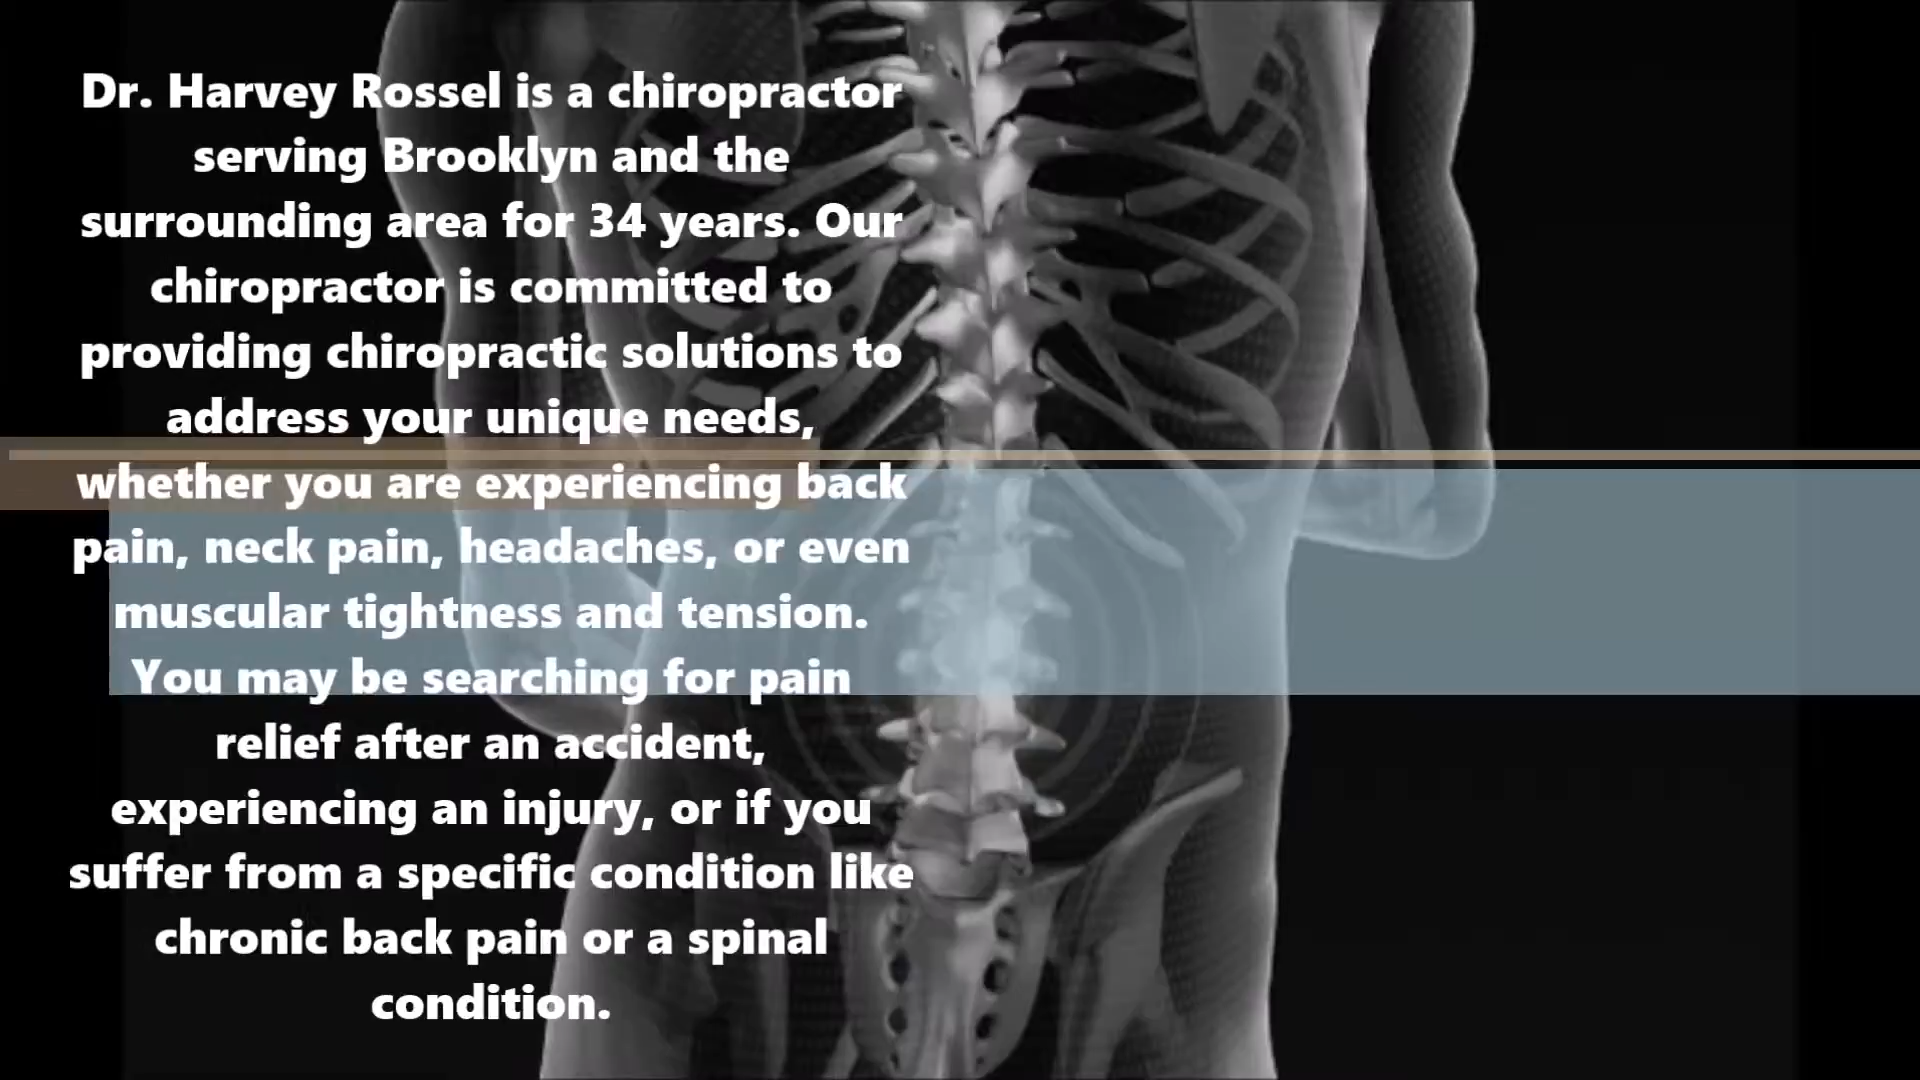 Dr. Harvey Rossel is a chiropractor
serving Brooklyn and the
surrounding area for 34 years. Our
chiropractor is committed to
providing chiropractic solutions to
address your unique needs,
whether you are experiencing back
pain, neck pain, headaches, or even
muscular tightness and tension.
You may be searching for pain
relief after an accident,
experiencing an injury, or if you
suffer from a specific condition like
chronic back pain or a spinal
condition.